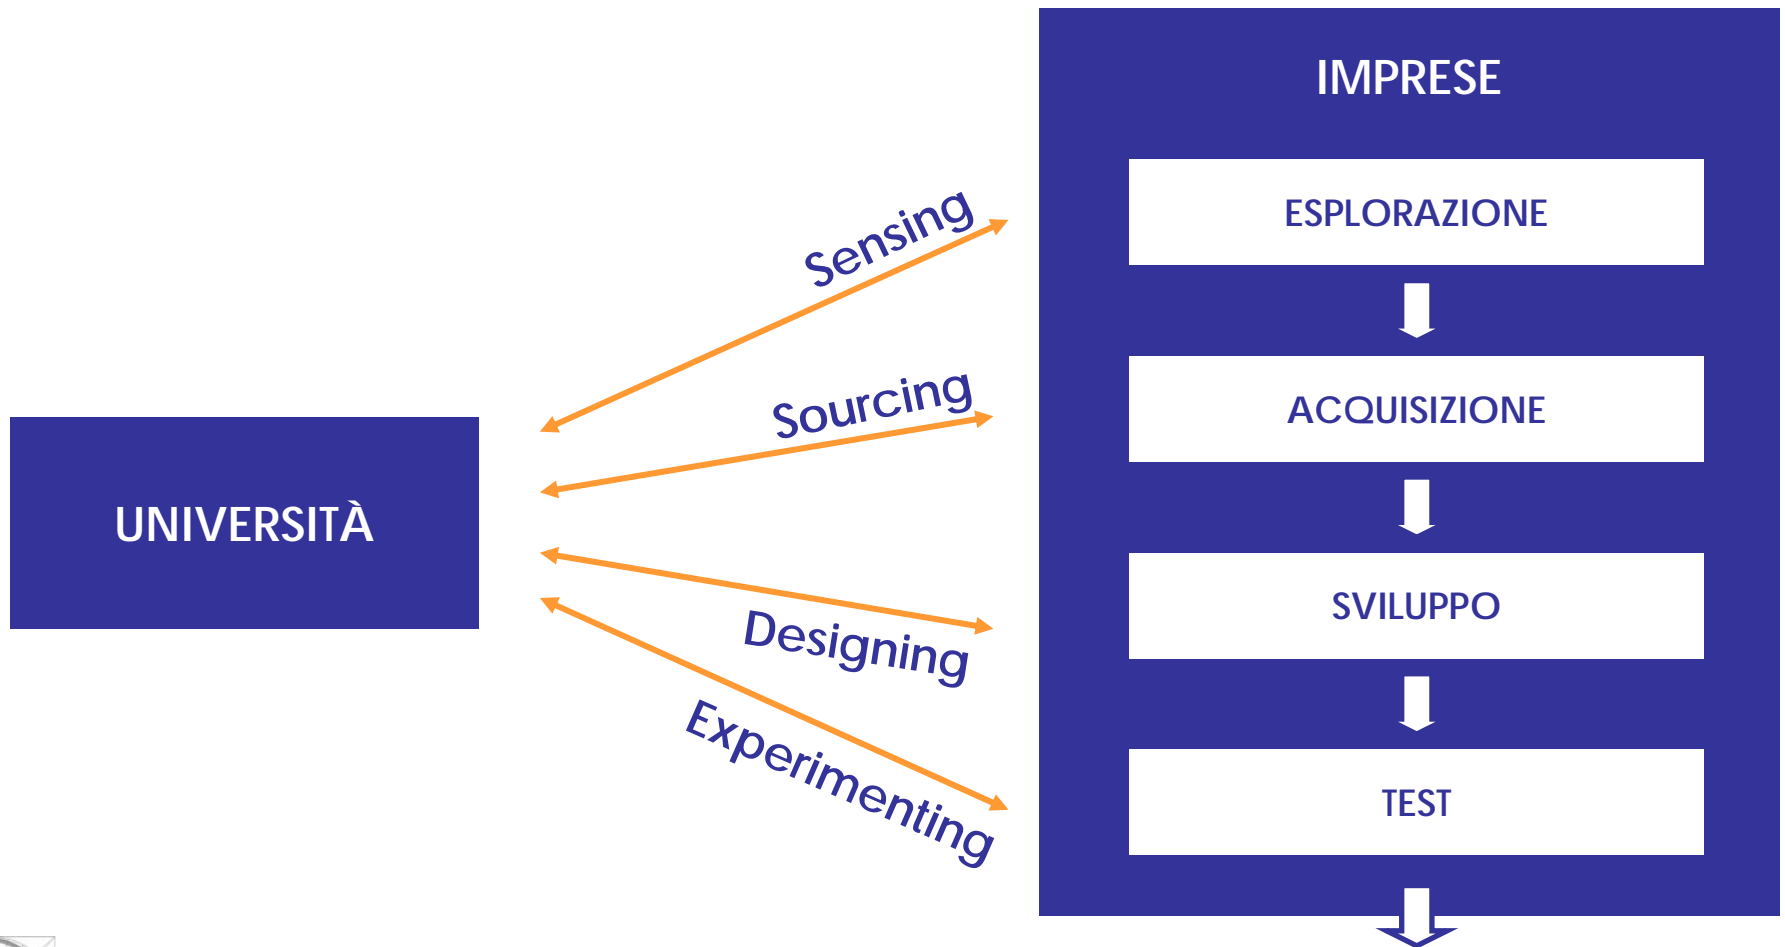 IMPRESE
ESPLORAZIONE
Sensing
ACQUISIZIONE
Sourcing
UNIVERSITÀ
SVILUPPO
Designing
TEST
Experimenting